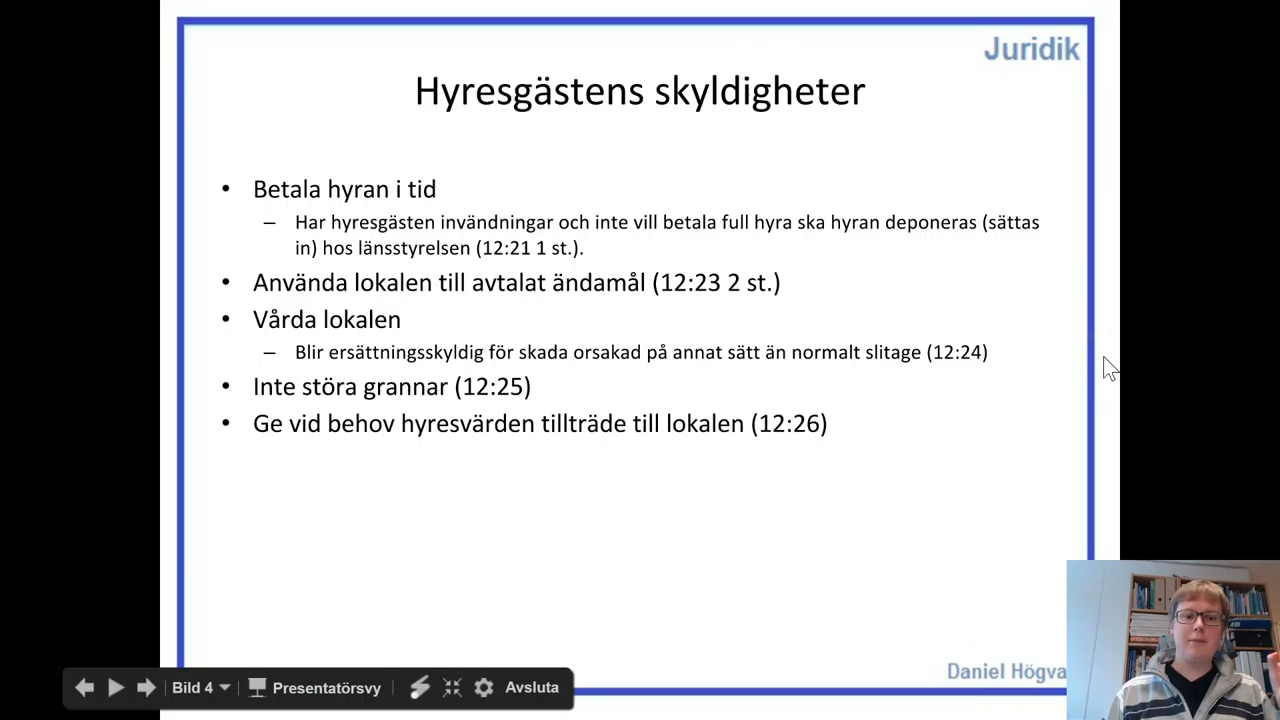 Juridik
Hyresgästens skyldigheter
• Betala hyran i tid
– Har hyresgästen invändningar och inte vill betala full hyra ska hyran deponeras (sättas
in) hos länsstyrelsen (12:21 1 st.).
• Använda lokalen till avtalat ändamål (12:23 2 st.)
• Vårda lokalen
– Blir ersättningsskyldig för skada orsakad på annat sätt än normalt slitage (12:24)
• Inte störa grannar (12:25)
• Ge vid behov hyresvärden tillträde till lokalen (12:26)
Daniel Högva
Bild 4 Presentatörsvy Avsluta